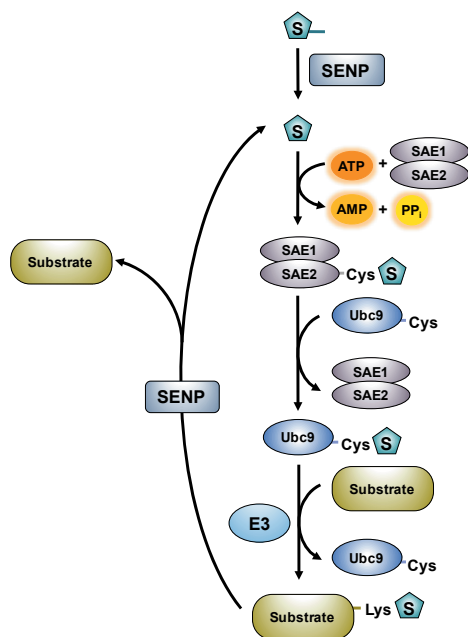 S
SENP
S
ATP + SAE1
SAE2
AMP + PPi
SAE1
SAE2 Cys S
Ubc9 Cys
SAE1
SAE2
Ubc9 Cys S
Substrate
E3
Ubc9 Cys
Substrate Lys S
SENP
Substrate